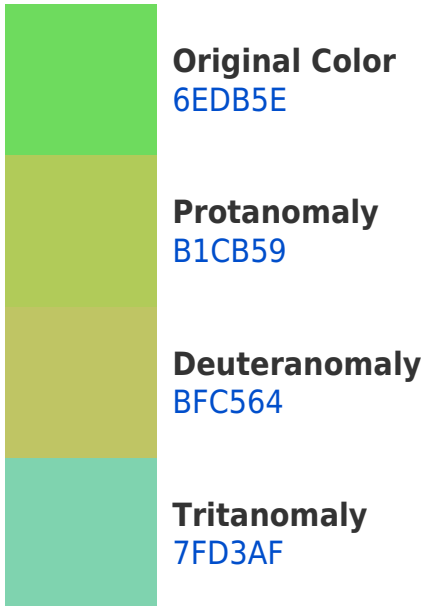 Original Color
6EDB5E
Protanomaly
B1CB59
Deuteranomaly
BFC564
Tritanomaly
7FD3AF